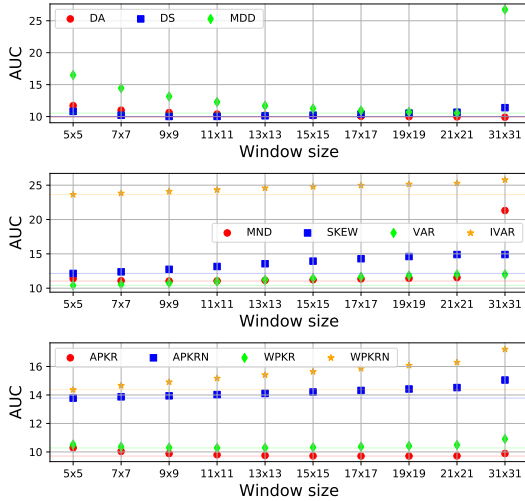 DA DS MDD
AUC
25
20
15
10
5x5 7x7 9x9 11x11 13x13 15x15 17x17 19x19 21x21 31x31
Window size
MND SKEW VAR IVAR
AUC
25
20
15
10
5x5 7x7 9x9 11x11 13x13 15x15 17x17 19x19 21x21 31x31
Window size
APKR APKRN WPKR WPKRN
AUC
16
14
12
10
5x5 7x7 9x9 11x11 13x13 15x15 17x17 19x19 21x21 31x31
Window size